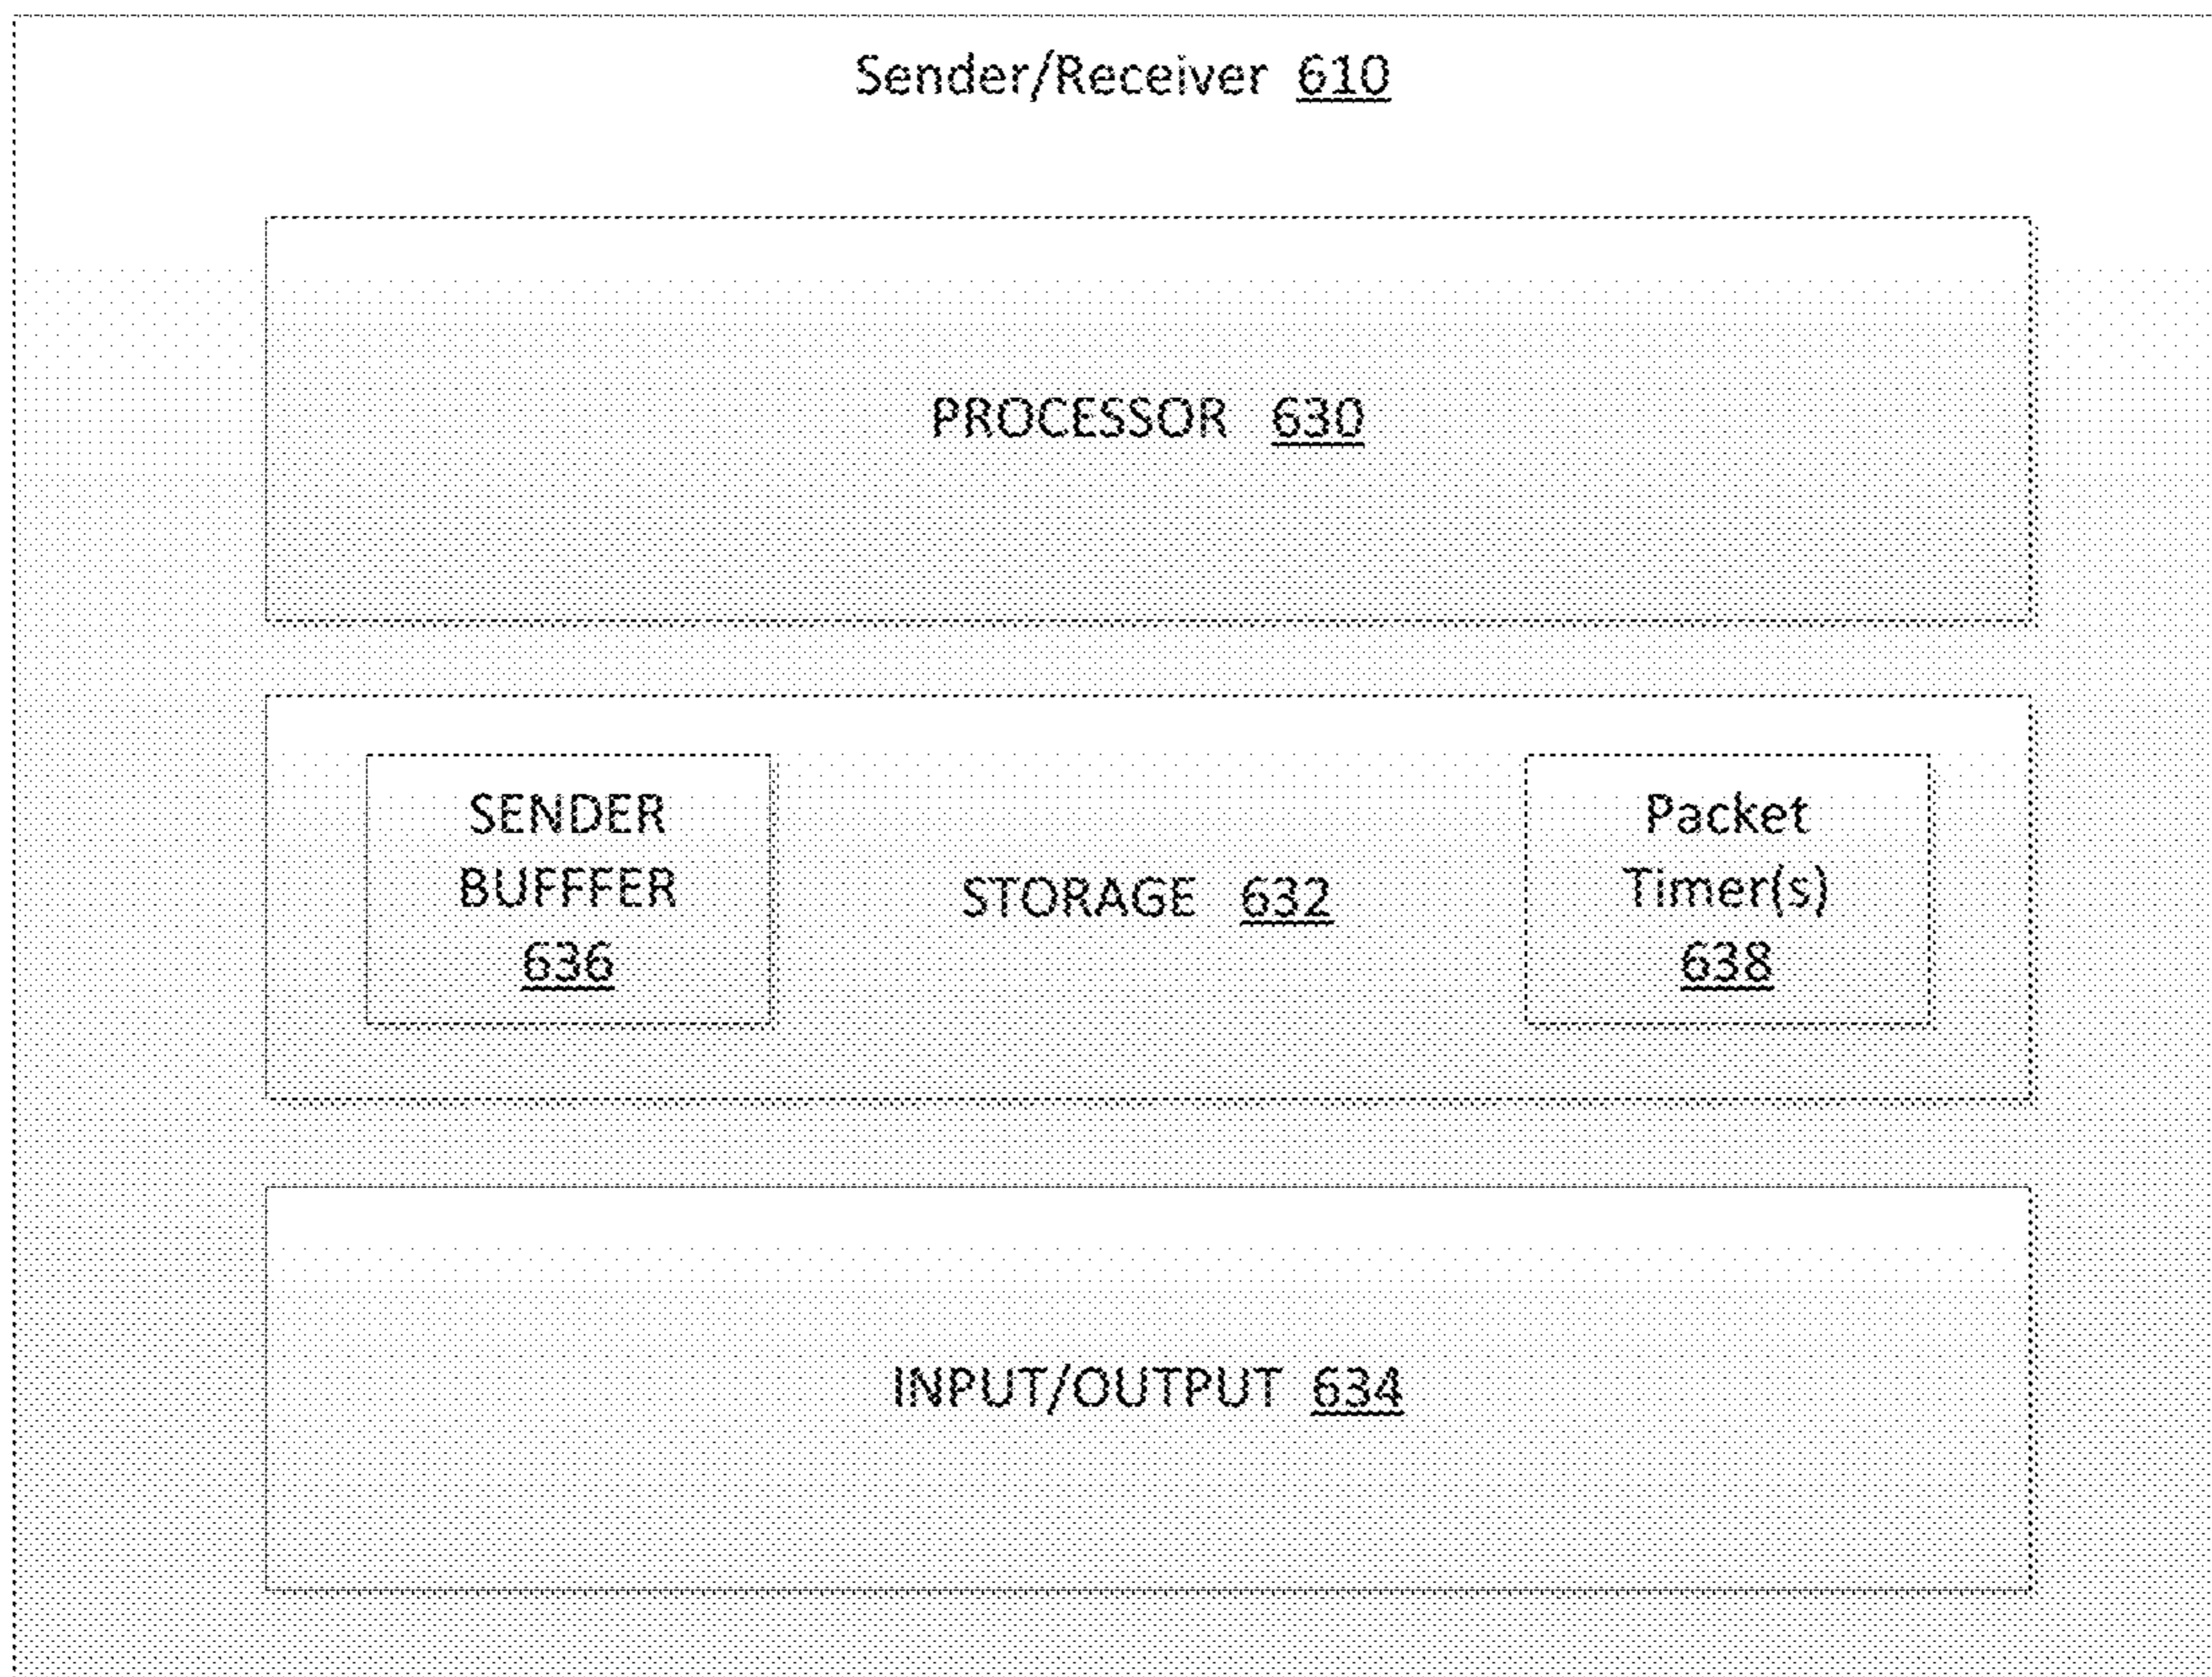 Sender/Receiver 610
PROCESSOR 630
SENDER
BUFFFER
636
STORAGE 632
Packet
Timer(s)
638
INPUT/OUTPUT 634